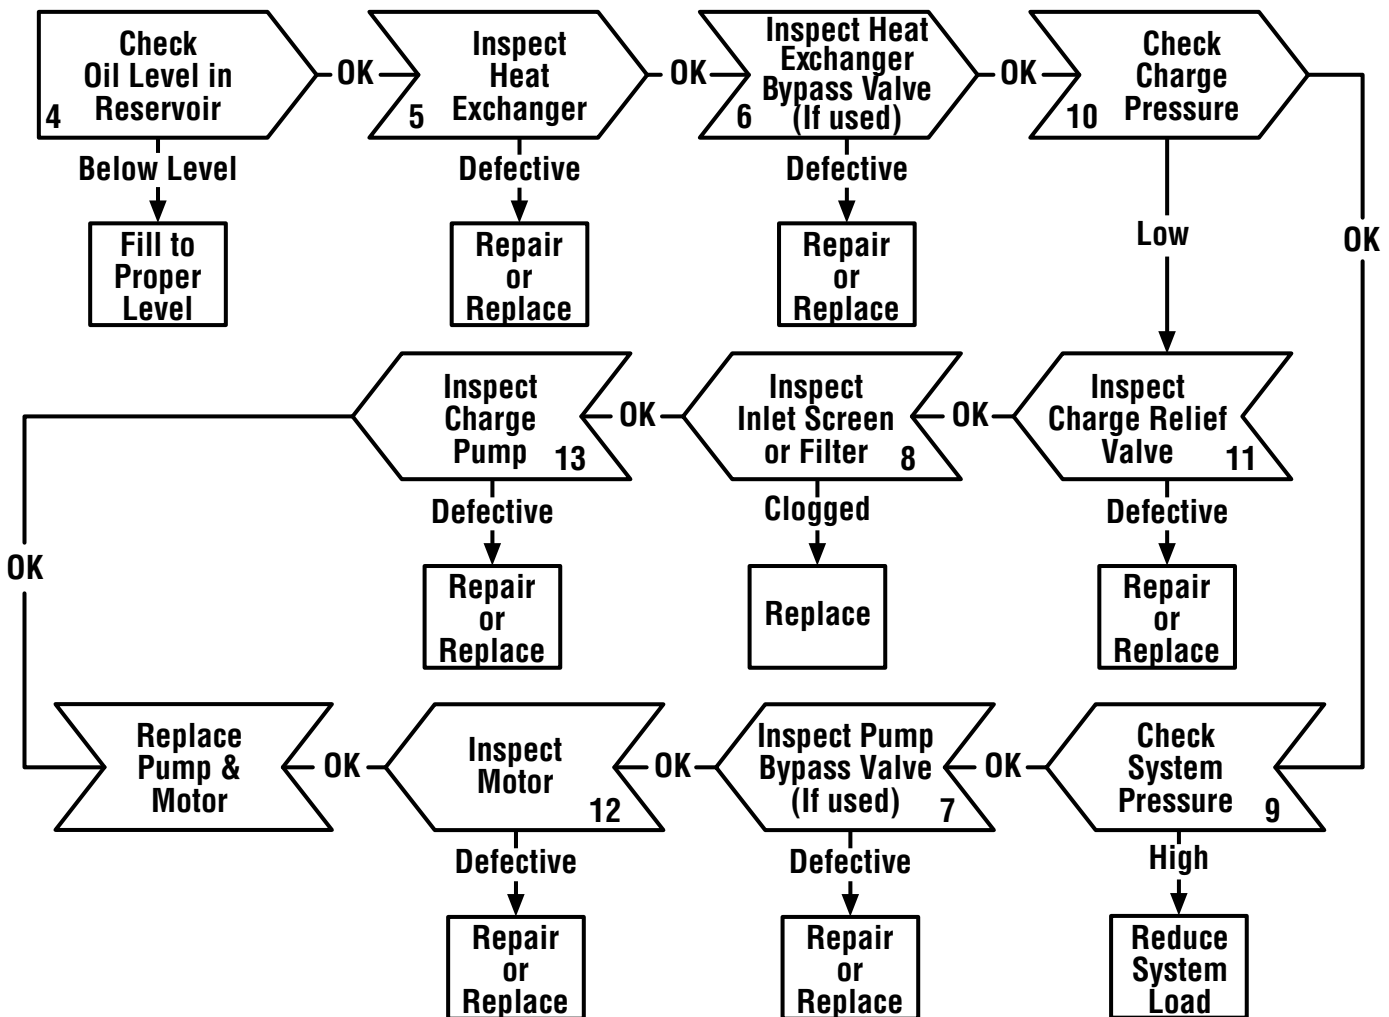 Check
Oil Level in
Reservoir
4
OK
Inspect
Heat
Exchanger
5
OK
Inspect Heat
Exchanger
Bypass Valve
(If used)
6
OK
Check
Charge
Pressure
10
Below Level
Defective
Defective
Low
OK
Fill to
Proper
Level
Repair
or
Replace
Repair
or
Replace
Inspect
Charge
Pump
13
OK
Inspect
Inlet Screen
or Filter
8
OK
Inspect
Charge Relief
Valve
11
Defective
Clogged
Defective
OK
Repair
or
Replace
Replace
Repair
or
Replace
Replace
Pump &
Motor
OK
Inspect
Motor
12
OK
Inspect Pump
Bypass Valve
(If used)
7
OK
Check
System
Pressure
9
Defective
Defective
High
Repair
or
Replace
Repair
or
Replace
Reduce
System
Load